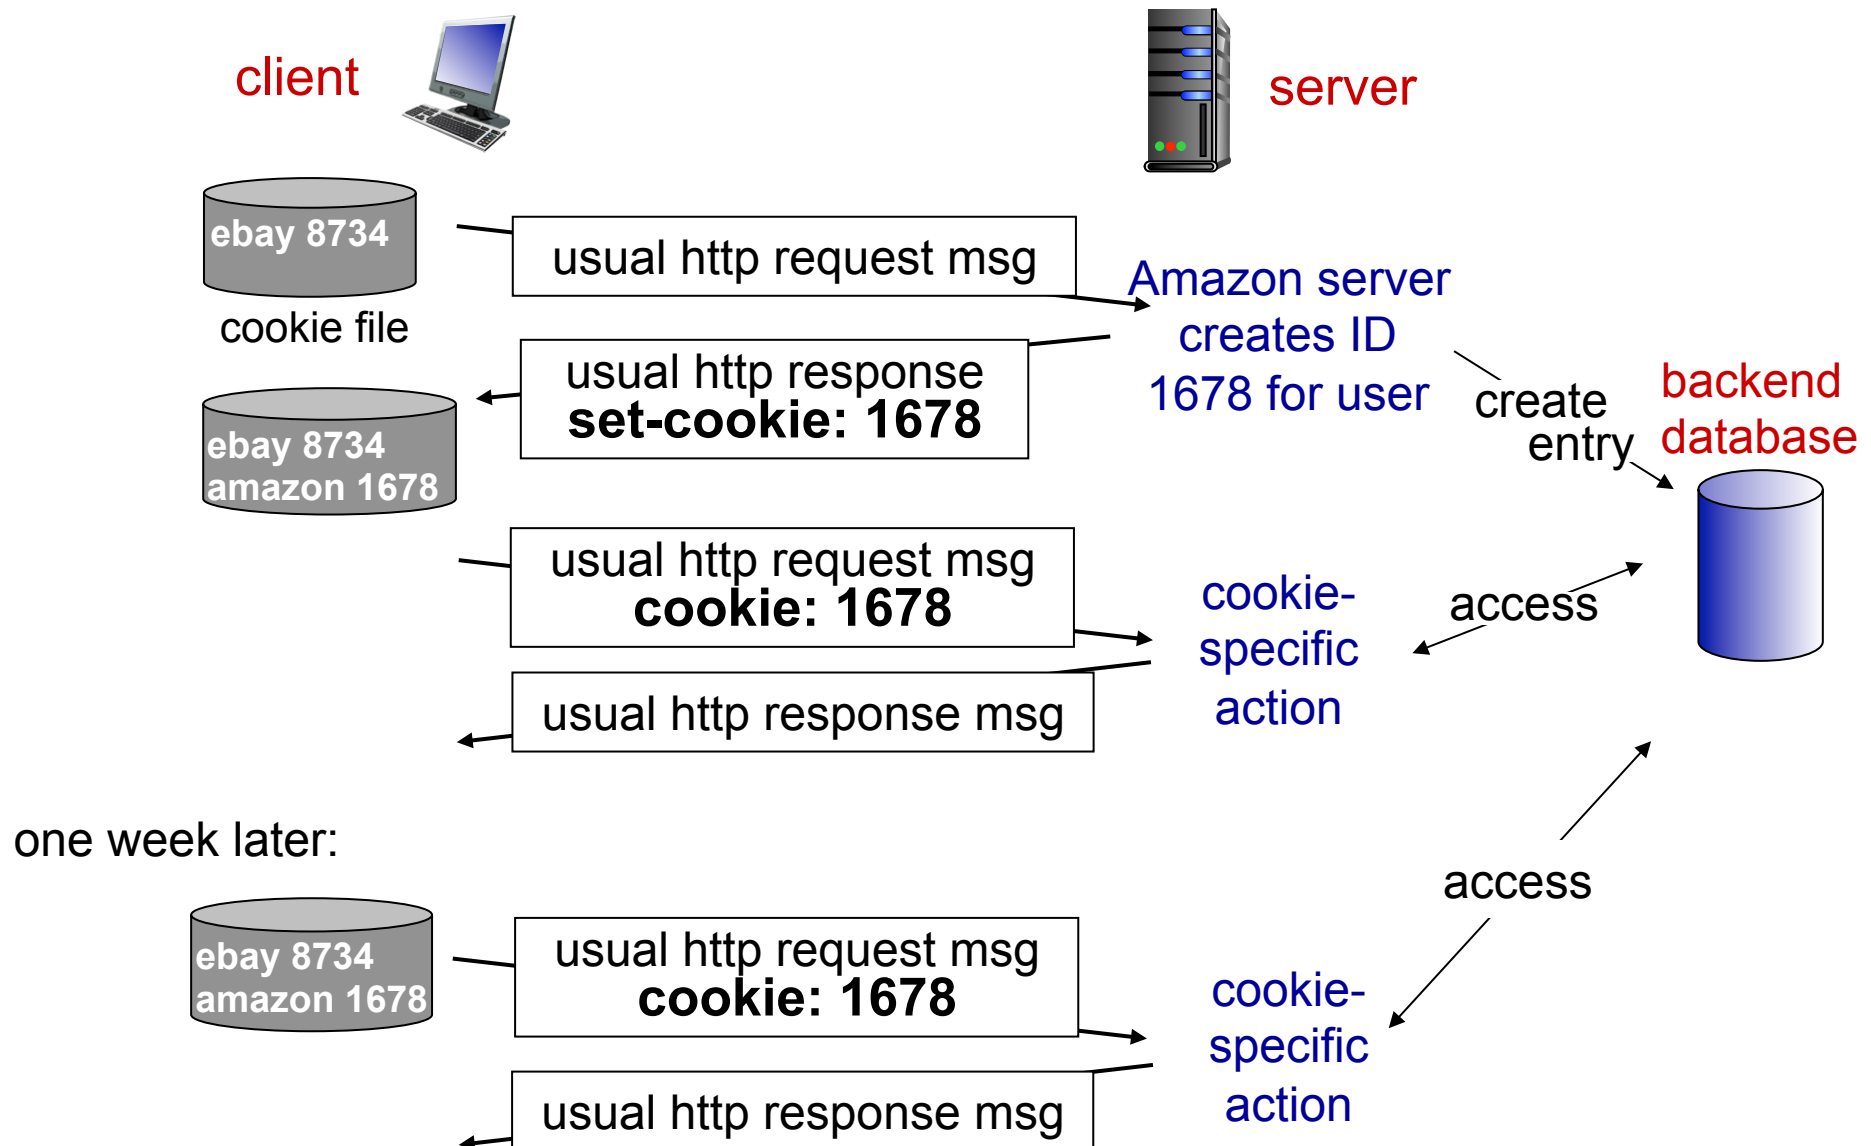 client
server
ebay 8734
cookie file
usual http request msg
Amazon server
creates ID
1678 for user
usual http response
set-cookie: 1678
create
entry
backend
database
ebay 8734
amazon 1678
usual http request msg
cookie: 1678
cookie-
specific
action
access
usual http response msg
one week later:
access
ebay 8734
amazon 1678
usual http request msg
cookie: 1678
cookie-
specific
action
usual http response msg